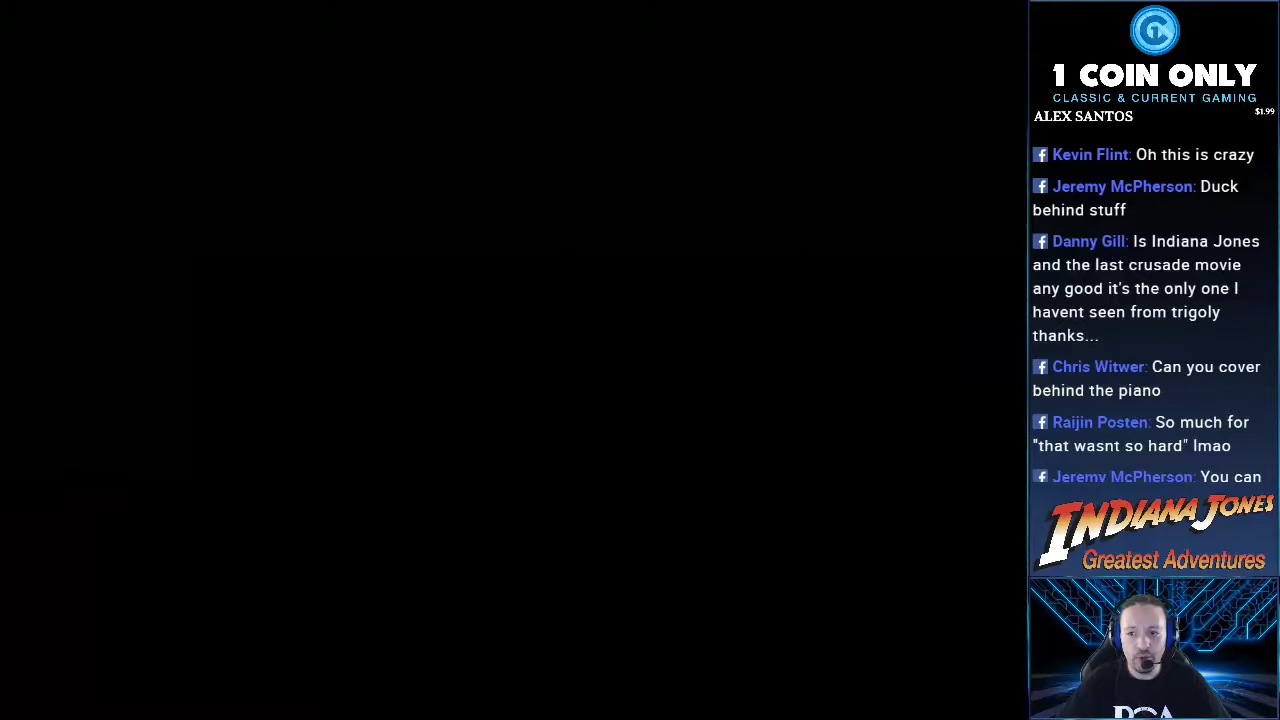 1 COIN ONLY
CLASSIC & CURRENT GAMING
ALEX SANTOS $1.99
Kevin Flint: Oh this is crazy
Jeremy McPherson: Duck
behind stuff
Danny Gill: Is Indiana Jones
and the last crusade movie
any good it's the only one I
havent seen from trigoly
thanks...
Chris Witwer: Can you cover
behind the piano
Raijin Posten: So much for
"that wasnt so hard" lmao
Jeremy McPherson: You can
INDIANA JONES
Greatest Adventures